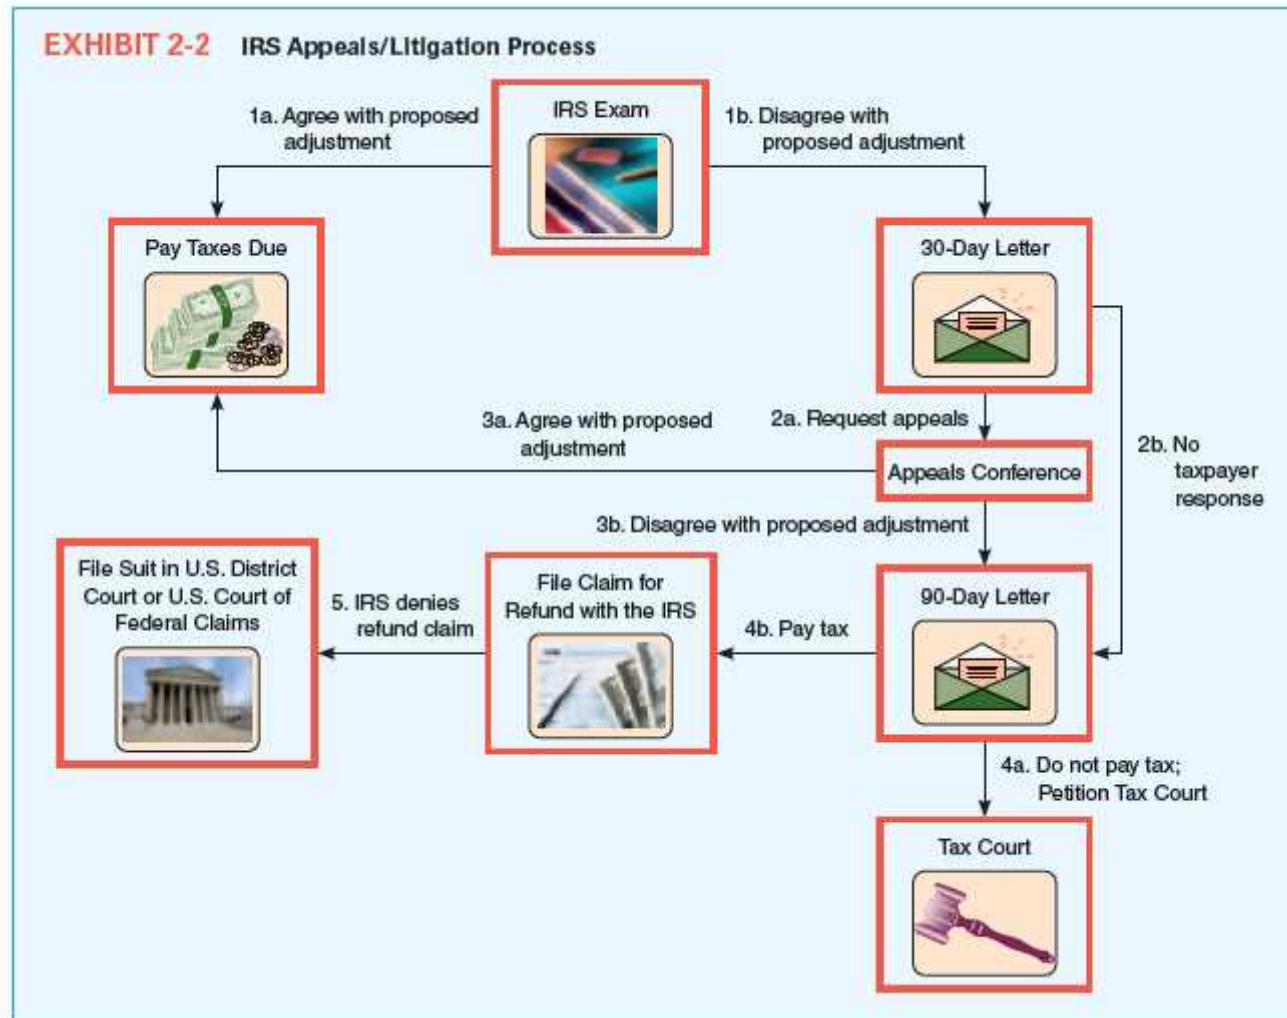 EXHIBIT 2-2 IRS Appeals/Litigation Process
IRS Exam
1a. Agree with proposed
adjustment
1b. Disagree with
proposed adjustment
Pay Taxes Due
30-Day Letter
3a. Agree with proposed
adjustment
2a. Request appeals
2b. No
taxpayer
response
Appeals Conference
3b. Disagree with proposed adjustment
File Suit in U.S. District
Court or U.S. Court of
Federal Claims
5. IRS denies
refund claim
File Claim for
Refund with the IRS
4b. Pay tax
90-Day Letter
4a. Do not pay tax;
Petition Tax Court
Tax Court